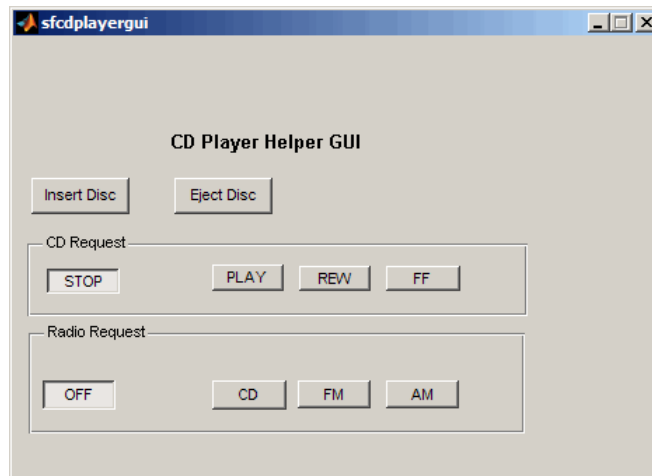 sfcdplayergui
CD Player Helper GUI
Insert Disc Eject Disc
CD Request
STOP PLAY REW FF
Radio Request
OFF CD FM AM